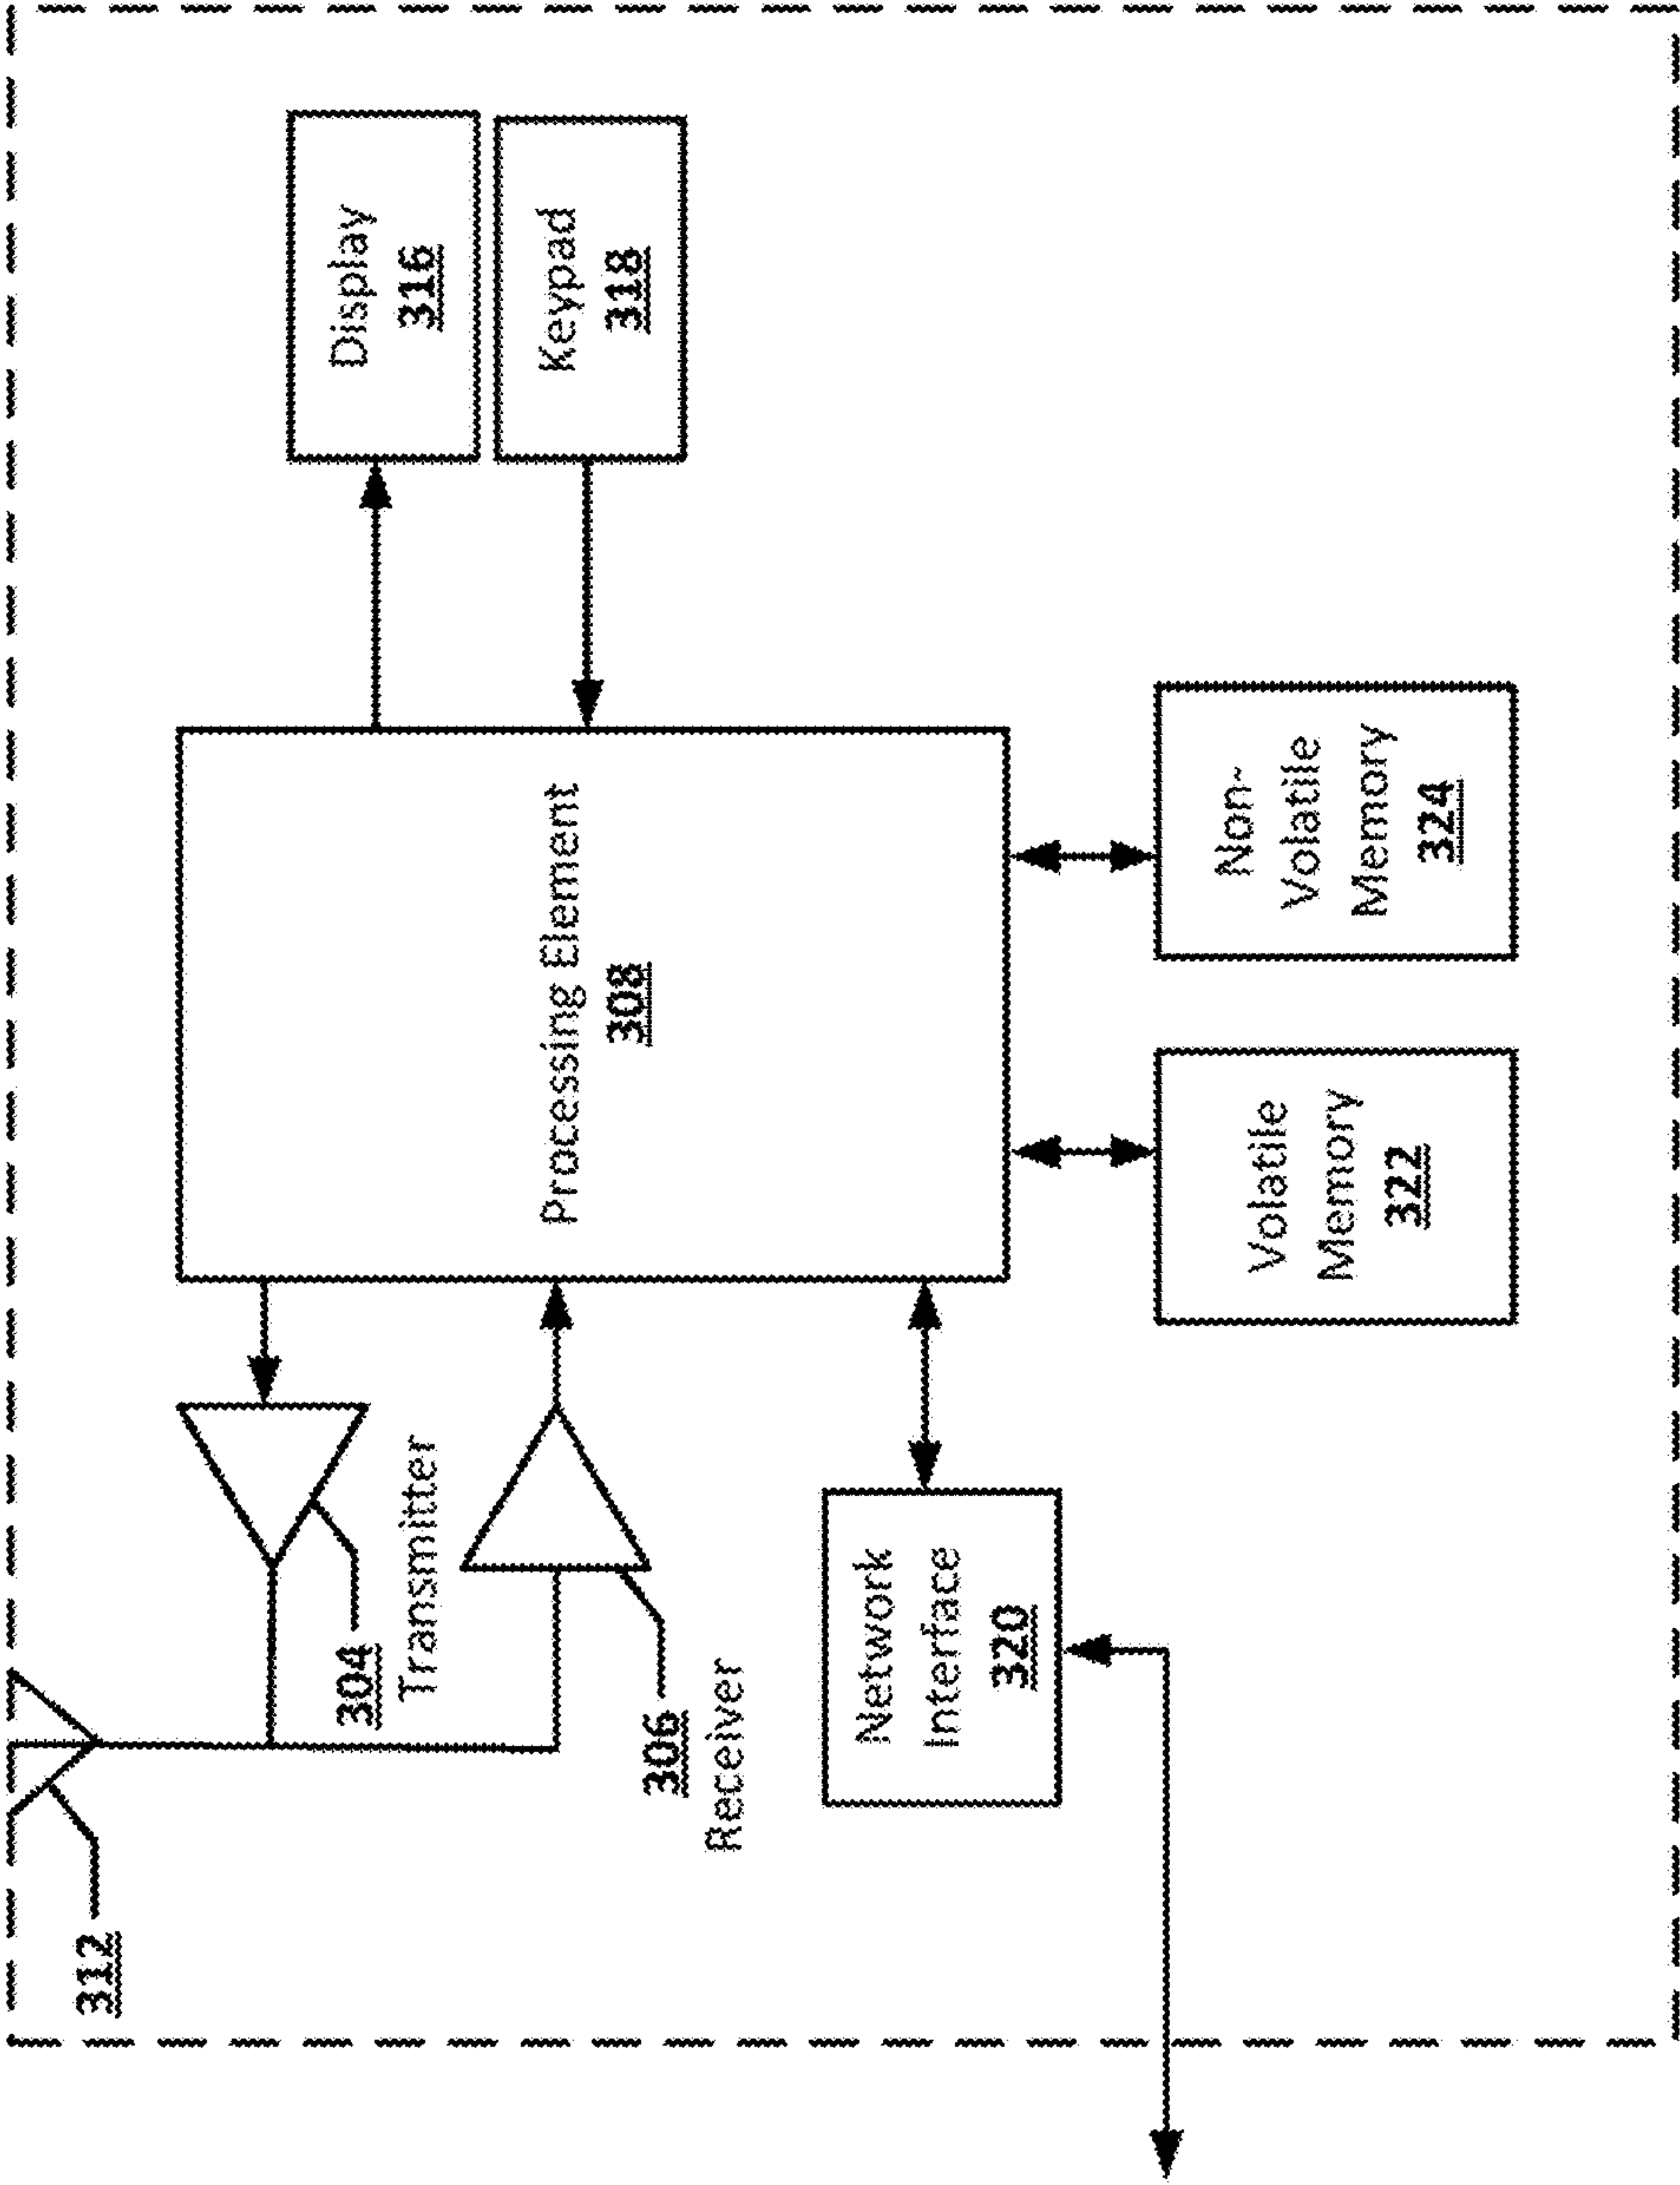 312
304
Transmitter
306
Receiver
Network
Interface
320
Processing Element
308
Display
316
Keypad
318
Volatile
Memory
322
Non-
Volatile
Memory
324